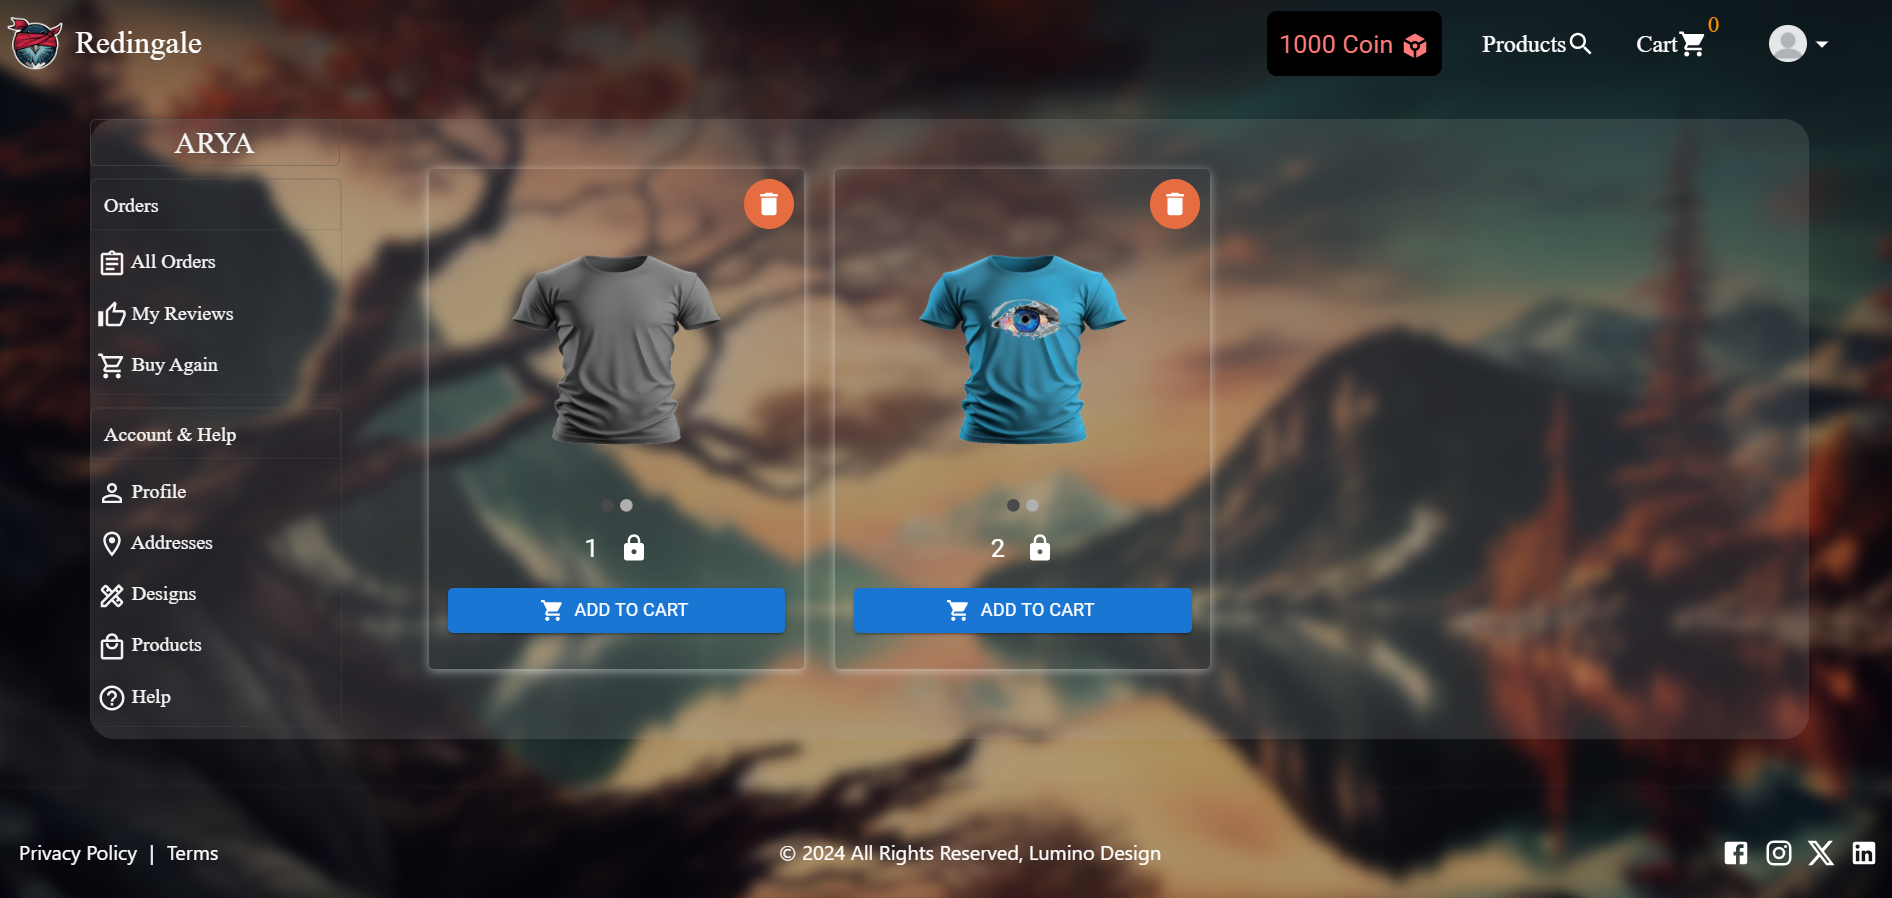 Redingale
1000 Coin
Products
Cart
0
ARYA
Orders
All Orders
My Reviews
Buy Again
Account & Help
Profile
Addresses
Designs
Products
Help
1
ADD TO CART
2
ADD TO CART
Privacy Policy | Terms
© 2024 All Rights Reserved, Lumino Design